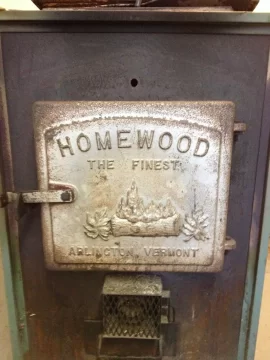 HOMEWOOD
THE FINEST
ARLINGTON, VERMONT